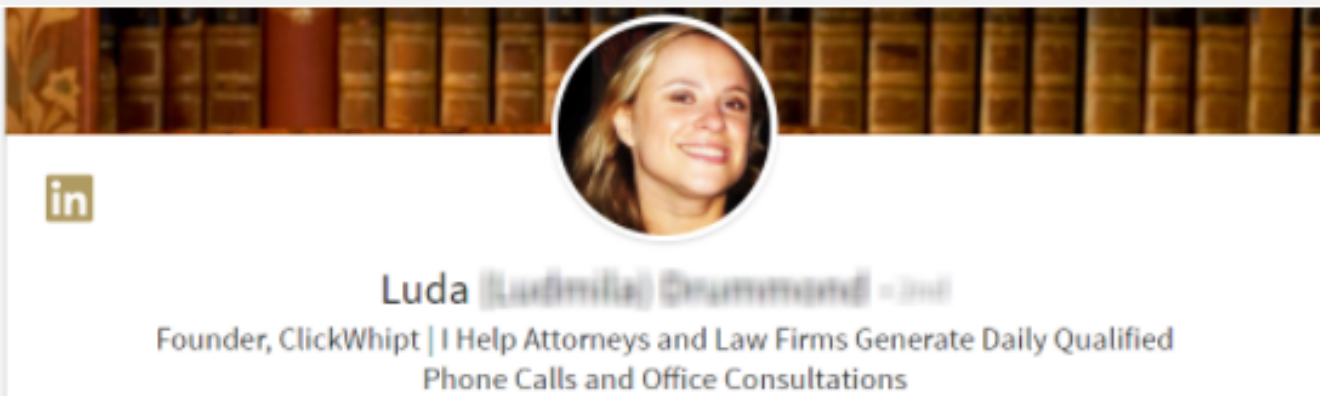 in
Luda
Founder, ClickWhipt | I Help Attorneys and Law Firms Generate Daily Qualified
Phone Calls and Office Consultations